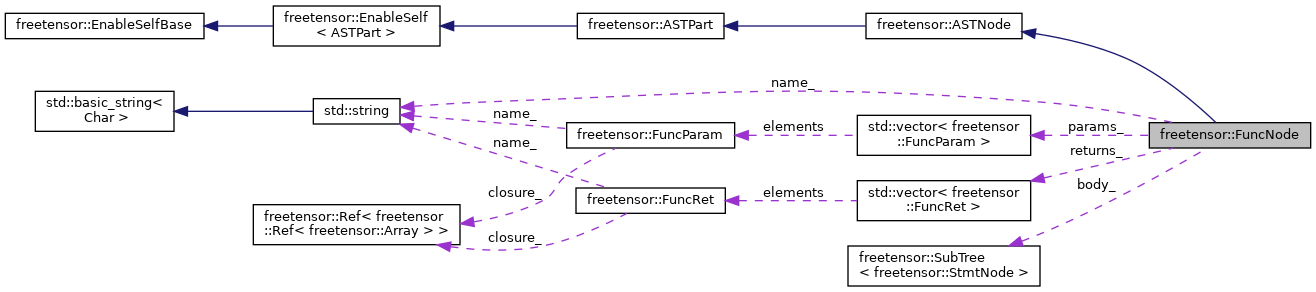 freetensor::EnableSelfBase
freetensor::EnableSelf
< ASTPart >
freetensor::ASTPart
freetensor::ASTNode
name_
std::basic_string<
Char >
std::string
name_
freetensor::FuncParam
elements
std::vector< freetensor
::FuncParam >
params_
freetensor::FuncNode
name_
returns_
closure_
freetensor::FuncRet
elements
std::vector< freetensor
::FuncRet >
body_
freetensor::Ref< freetensor
::Ref< freetensor::Array > >
closure_
freetensor::SubTree
< freetensor::StmtNode >